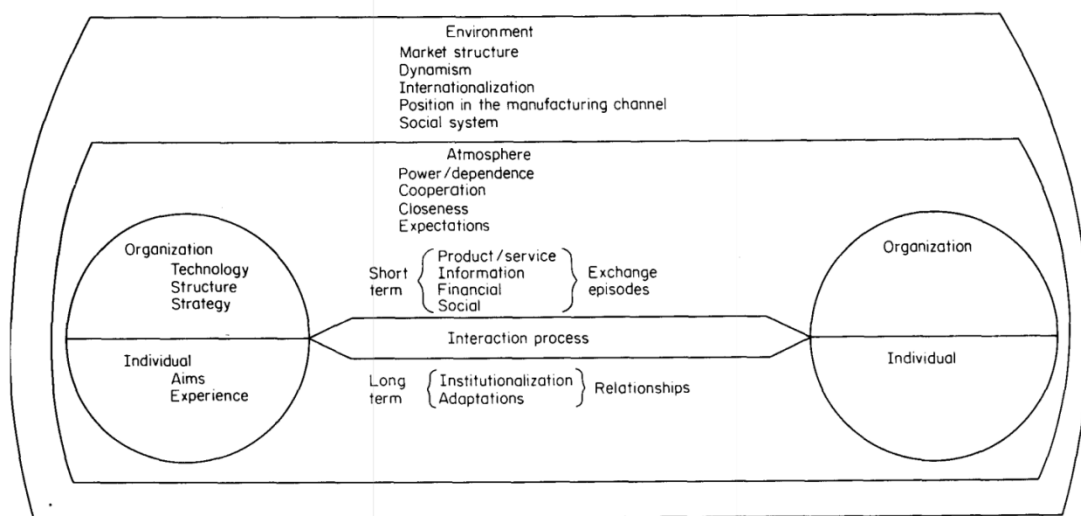 Environment
Market structure
Dynamism
Internationalization
Position in the manufacturing channel
Social system
Atmosphere
Power/dependence
Cooperation
Closeness
Expectations
Organization
Technology
Structure
Strategy
Individual
Aims
Experience
Short
term
Product/service
Information
Financial
Social
Exchange
episodes
Interaction process
Long
term
Institutionalization
Adaptations
Relationships
Organization
Individual